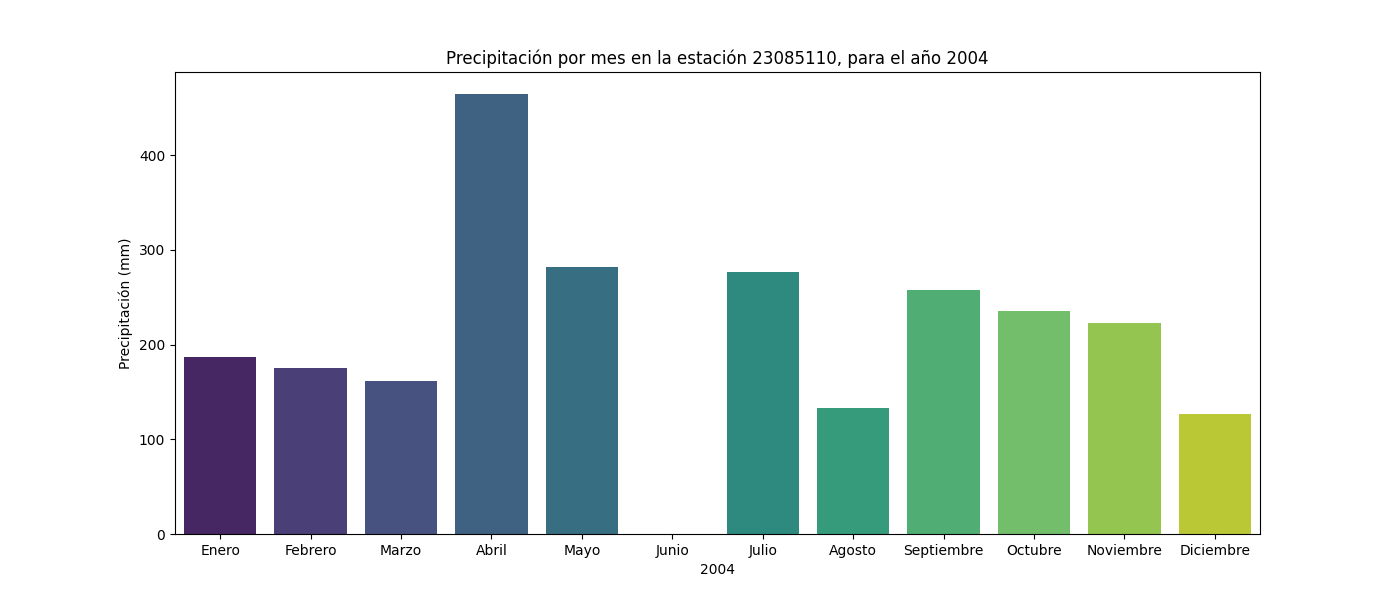 Precipitación por mes en la estación 23085110, para el año 2004
Precipitación (mm)
400
300
200
100
0
Enero Febrero Marzo Abril Mayo Junio Julio Agosto Septiembre Octubre Noviembre Diciembre
2004